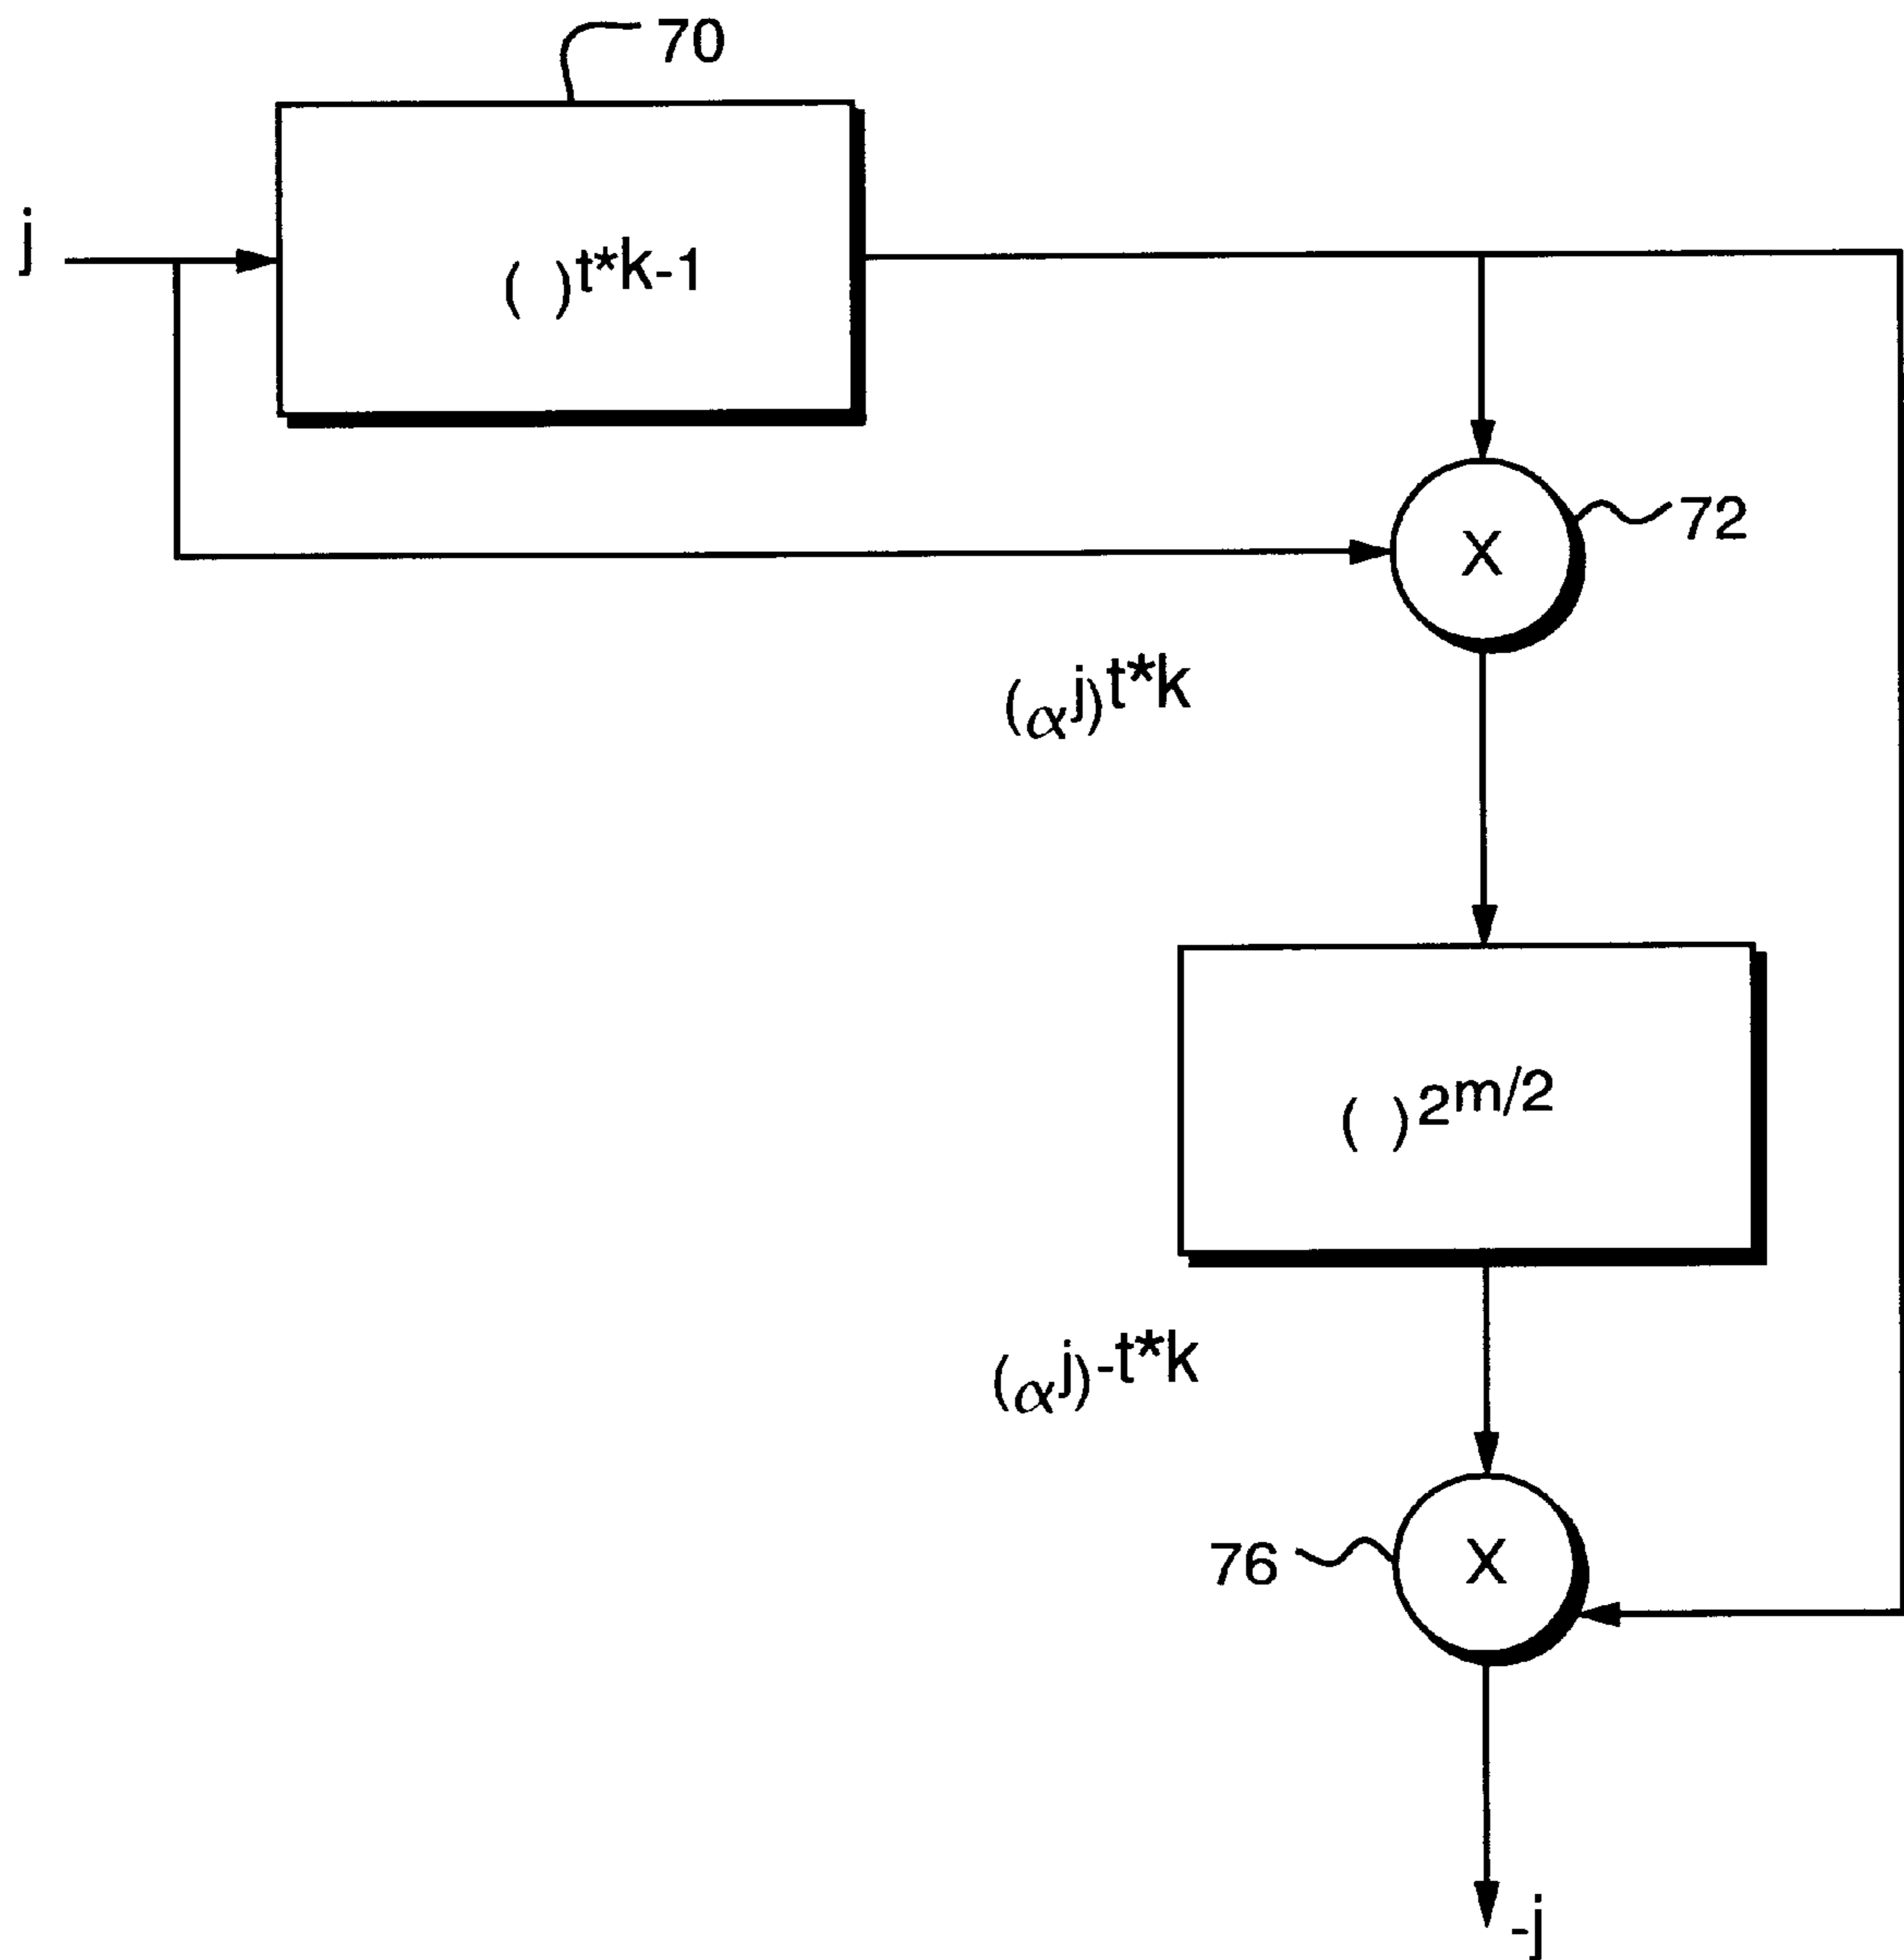 70
j
( )t*k-1
72
X
(αj)t*k
( )2m/2
(αj)-t*k
76
X
-j